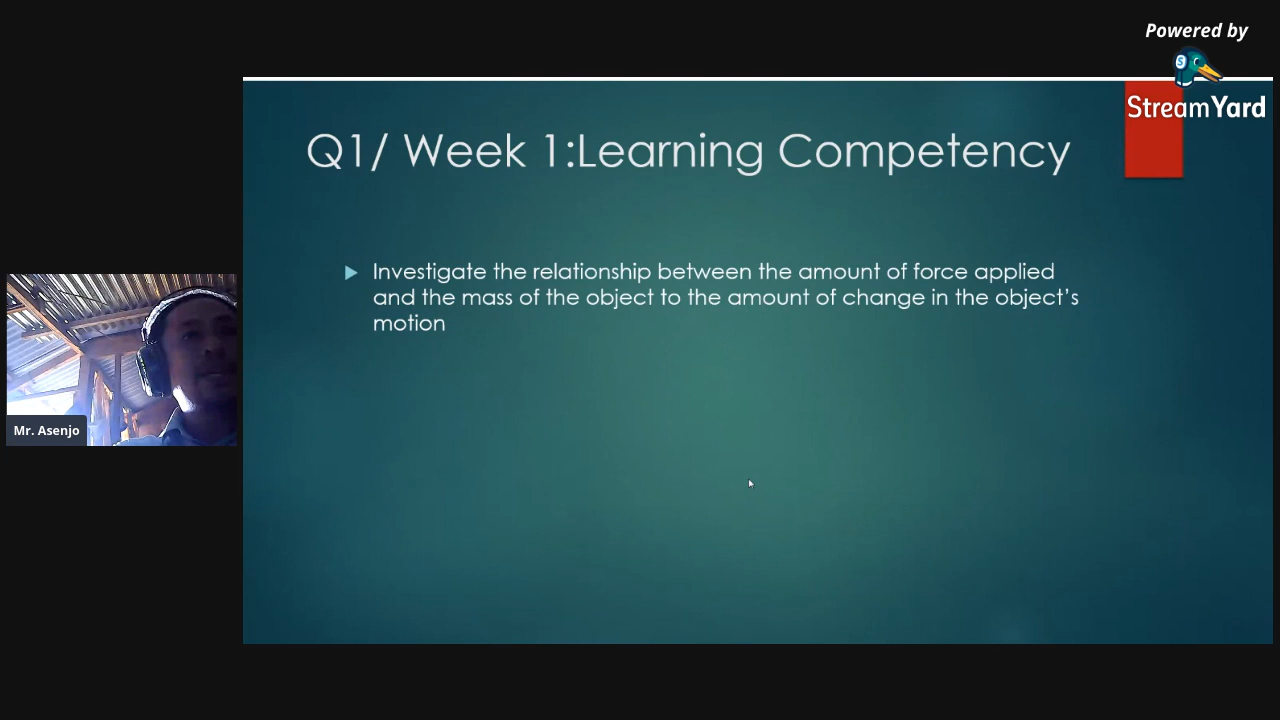 Powered by
StreamYard
Q1/ Week 1:Learning Competency
Investigate the relationship between the amount of force applied
and the mass of the object to the amount of change in the object’s
motion
Mr. Asenjo